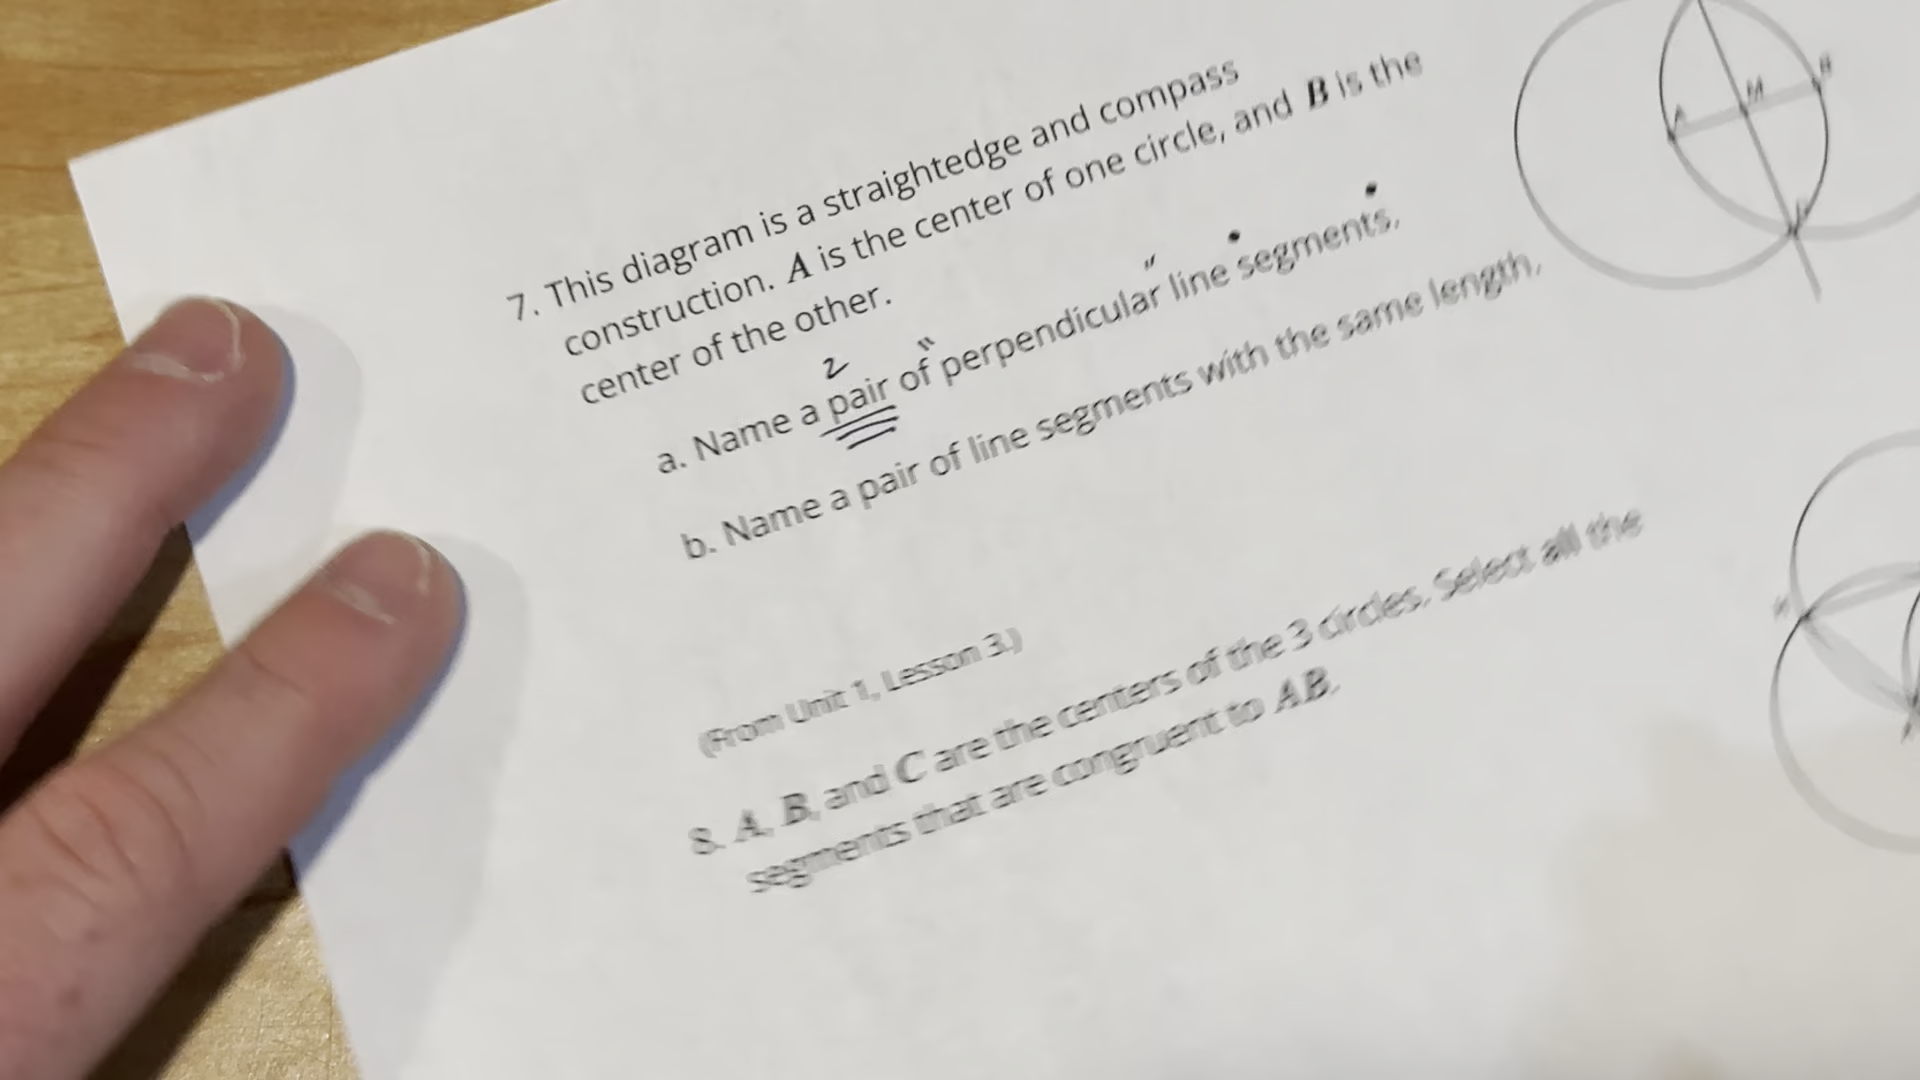 7. This diagram is a straightedge and compass
construction. A is the center of one circle, and B is the
center of the other.
2
a. Name a pair of "perpendicular" line segments.
b. Name a pair of line segments with the same length.
(From Unit 1, Lesson 3.)
8. A, B, and C are the centers of the 3 circles. Select all the
segments that are congruent to AB.
M